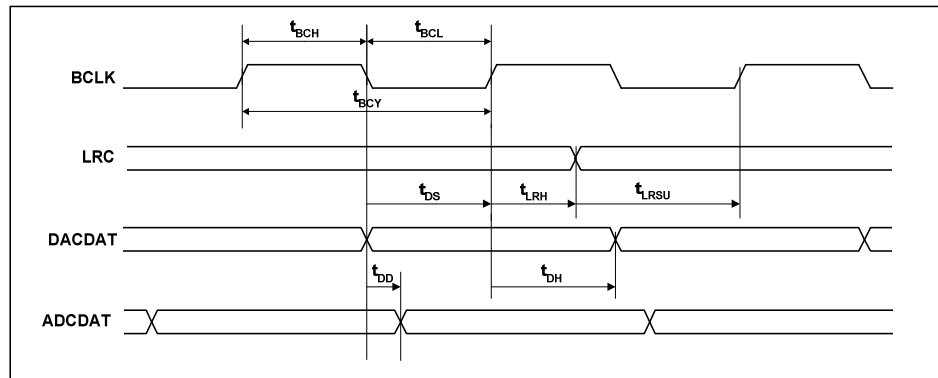 tBCH tBCL
BCLK
tBCY
LRC
tDS tLRH tLRSU
DACDAT
tDD tDH
ADCDAT